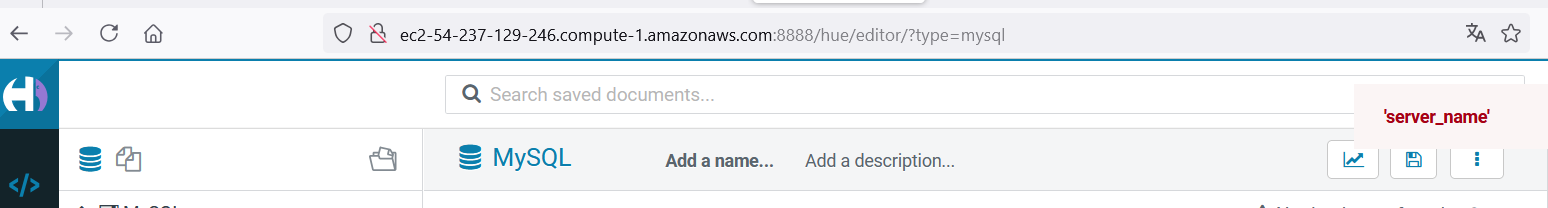 ec2-54-237-129-246.compute-1.amazonaws.com:8888/hue/editor/?type=mysql
Search saved documents...
'server_name'
MySQL
Add a name...
Add a description...